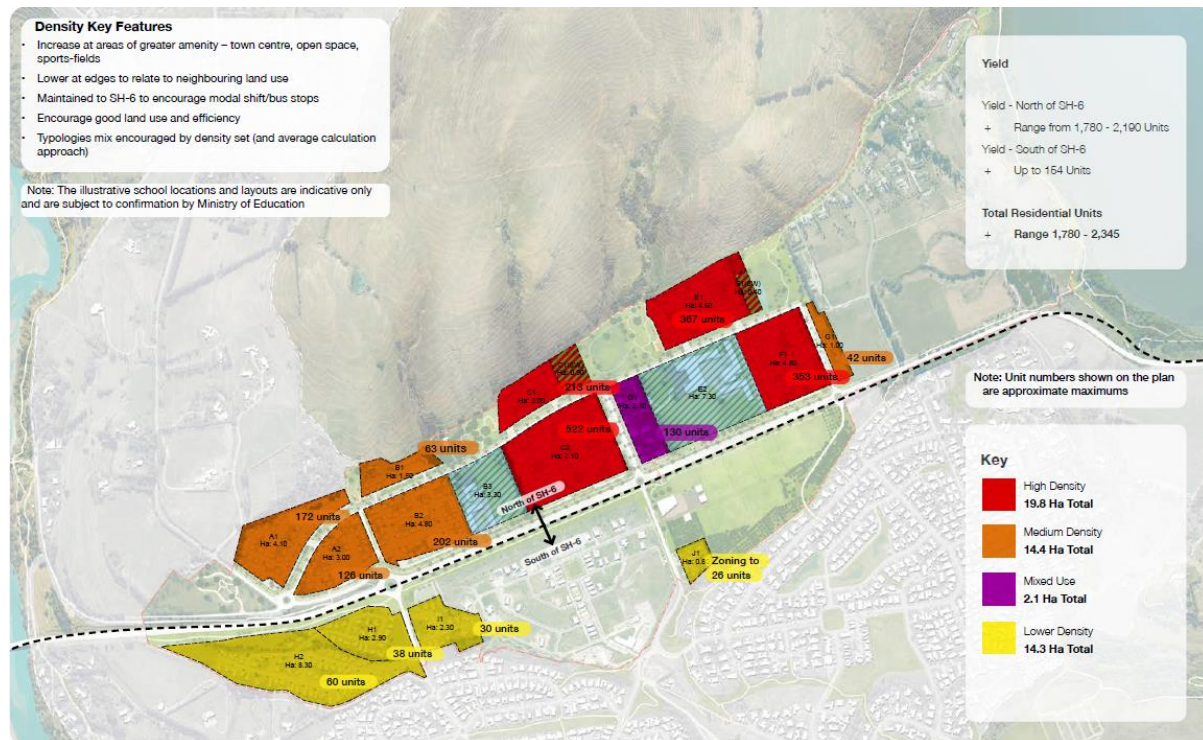 Density Key Features
· Increase at areas of greater amenity – town centre, open space,
sports-fields
· Lower at edges to relate to neighbouring land use
· Maintained to SH-6 to encourage modal shift/bus stops
· Encourage good land use and efficiency
· Typologies mix encouraged by density set (and average calculation
approach)
Note: The illustrative school locations and layouts are indicative only
and are subject to confirmation by Ministry of Education
Yield
Yield - North of SH-6
+ Range from 1,780 - 2,190 Units
Yield - South of SH-6
+ Up to 154 Units
Total Residential Units
+ Range 1,780 - 2,345
367 units
353 units
42 units
213 units
522 units
130 units
63 units
172 units
126 units
202 units
A1
Ha: 4.10
A2
Ha: 3.00
B1
B2
Ha: 4.80
Ha: 3.30
C2
Ha: 7.10
Ha: 7.30
F1
G1
Ha: 1.00
North of SH-6
South of SH-6
J1
Zoning to
26 units
H1
Ha: 2.90
38 units
I1
Ha: 2.30
30 units
H2
60 units
Note: Unit numbers shown on the plan
are approximate maximums
Key
High Density
19.8 Ha Total
Medium Density
14.4 Ha Total
Mixed Use
2.1 Ha Total
Lower Density
14.3 Ha Total